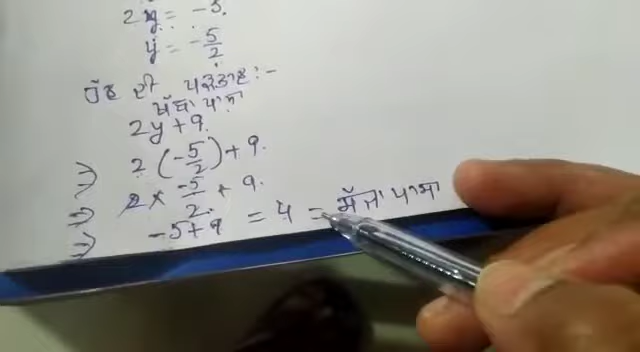 2y = -5.
y = -5/2
ਹੱਲ ਦੀ ਪੜਤਾਲ :-
ਖੱਬਾ ਪਾਸਾ
2y + 9.
⇒ 2(-5/2) + 9.
⇒ 2 × -5/2 + 9.
⇒ -5+9 = 4 = ਸੱਜਾ ਪਾਸਾ